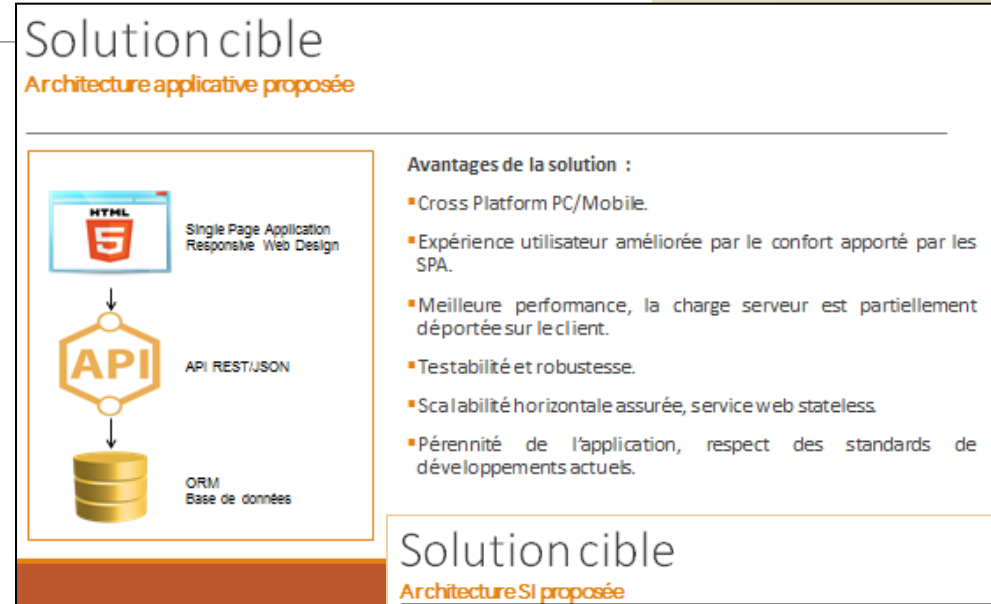 Solution cible
Architecture applicative proposée
HTML
5
Single Page Application
Responsive Web Design
API
API REST/JSON
ORM
Base de données
Avantages de la solution :
▪Cross Platform PC/Mobile.
▪Expérience utilisateur améliorée par le confort apporté par les
SPA.
▪Meilleure performance, la charge serveur est partiellement
déportée sur le client.
▪Testabilité et robustesse.
▪Scalabilité horizontale assurée, service web stateless.
▪Pérennité de l'application, respect des standards de
développements actuels.
Solution cible
Architecture SI proposée